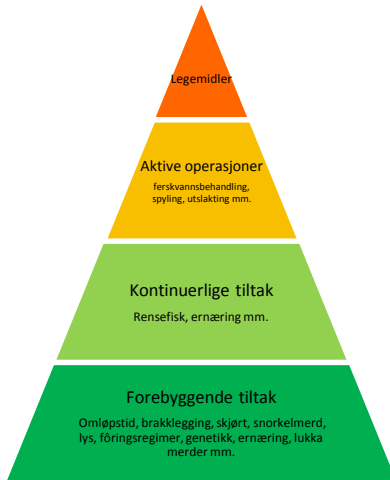 Legemidler
Aktive operasjoner
ferskvannsbehandling,
spyling, utslakting mm.
Kontinuerlige tiltak
Rensefisk, ernæring mm.
Forebyggende tiltak
Omløpstid, brakklegging, skjørt, snorkelmerd,
lys, fôringsregimer, genetikk, ernæring, lukka
merder mm.